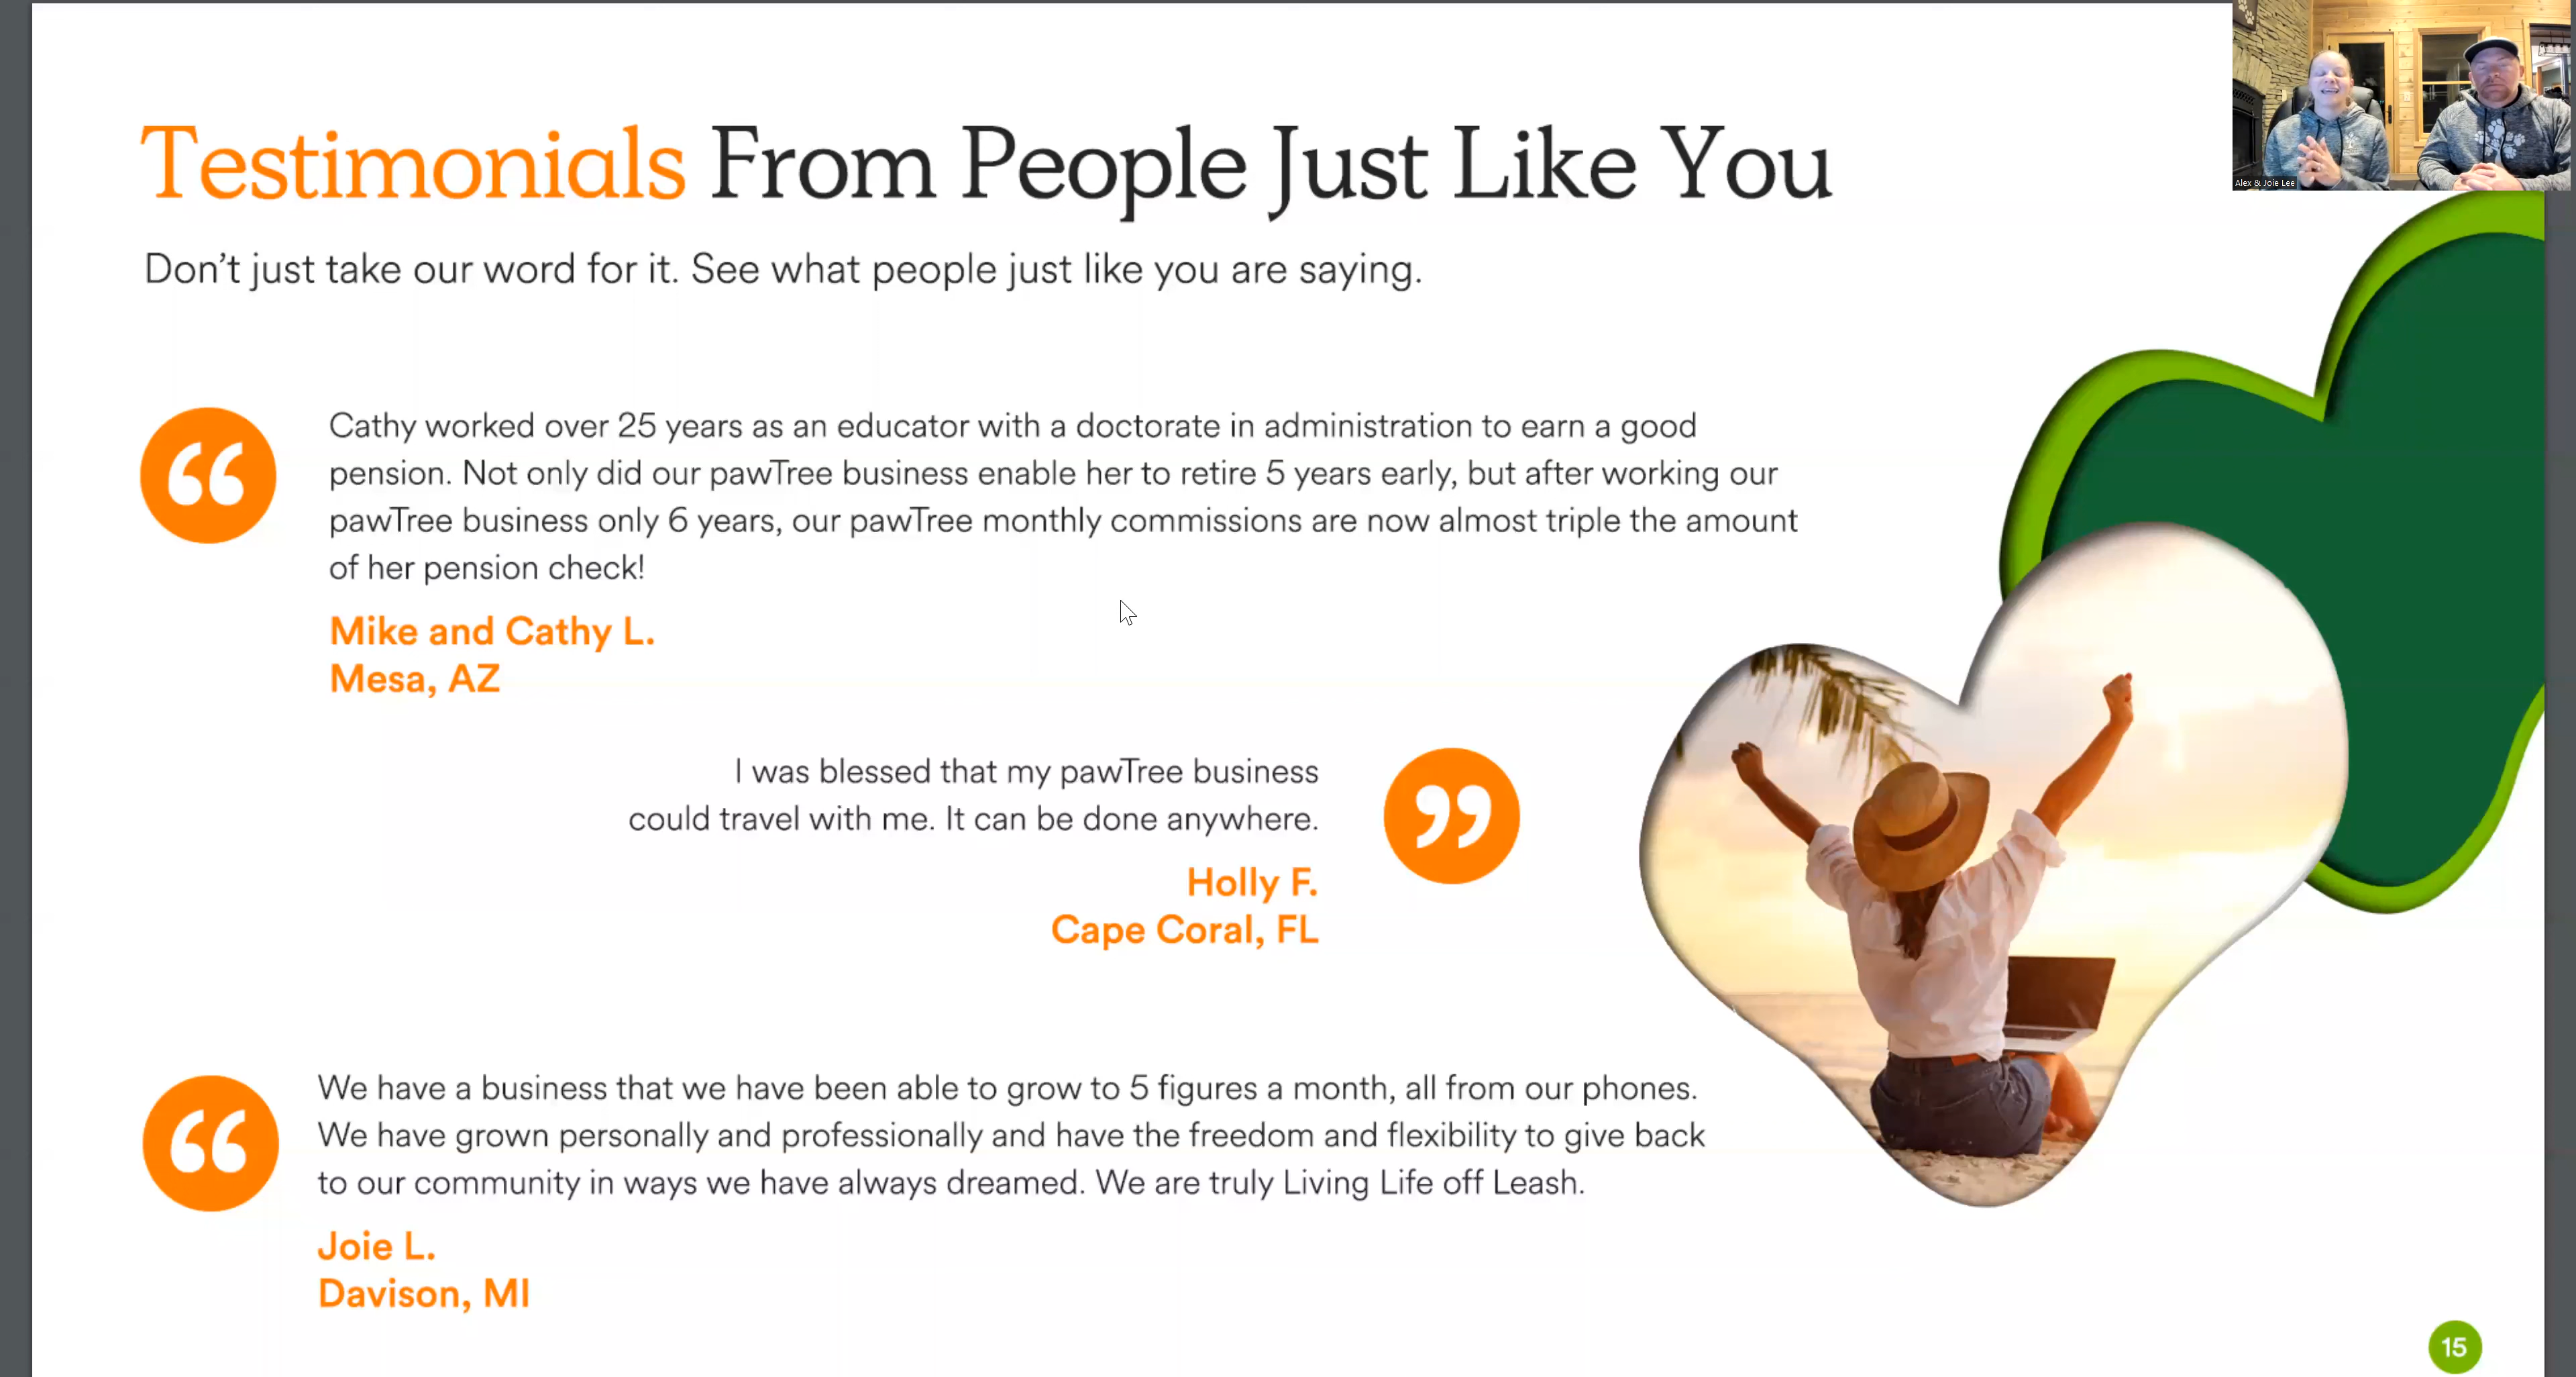 Testimonials From People Just Like You
Don't just take our word for it. See what people just like you are saying.
Alex & Joie Lee
Cathy worked over 25 years as an educator with a doctorate in administration to earn a good
pension. Not only did our pawTree business enable her to retire 5 years early, but after working our
pawTree business only 6 years, our pawTree monthly commissions are now almost triple the amount
of her pension check!
Mike and Cathy L.
Mesa, AZ
I was blessed that my pawTree business
could travel with me. It can be done anywhere.
Holly F.
Cape Coral, FL
We have a business that we have been able to grow to 5 figures a month, all from our phones.
We have grown personally and professionally and have the freedom and flexibility to give back
to our community in ways we have always dreamed. We are truly Living Life off Leash.
Joie L.
Davison, MI
15